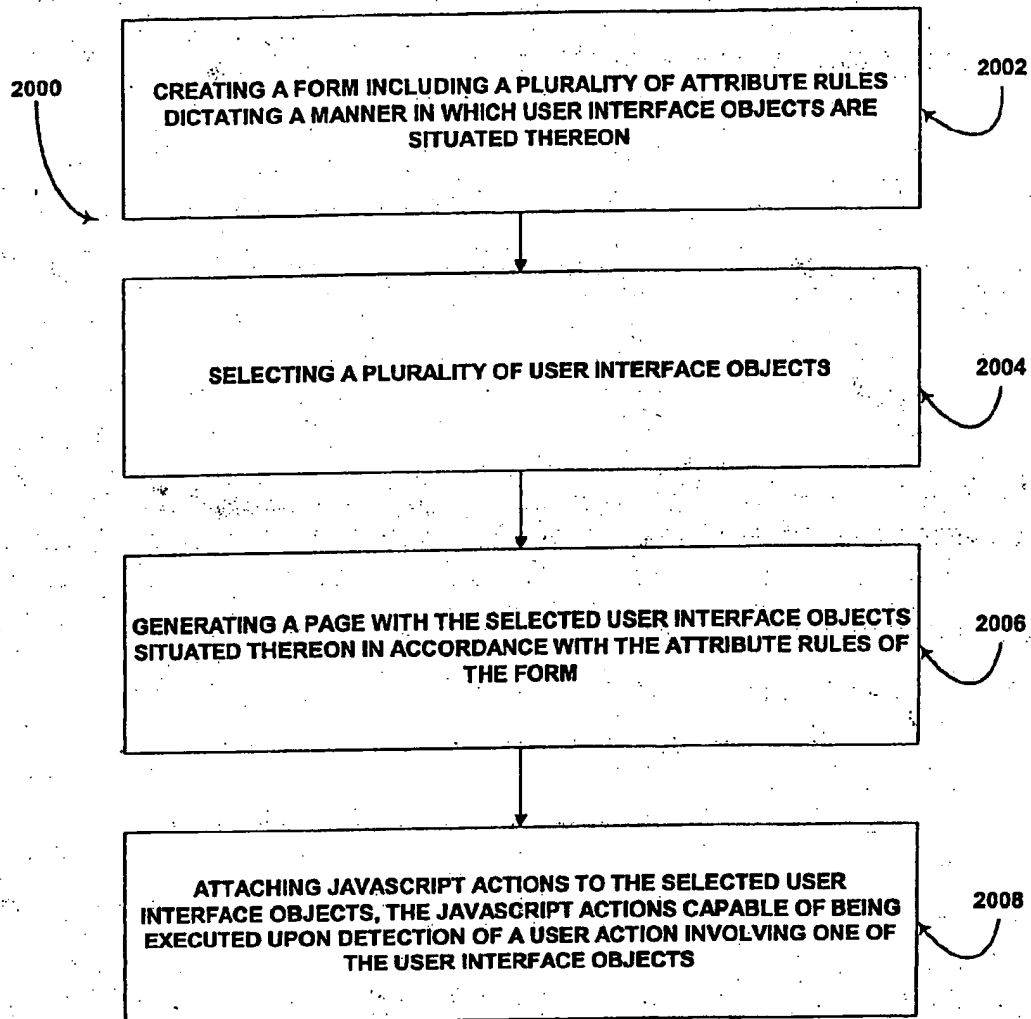 2000
CREATING A FORM INCLUDING A PLURALITY OF ATTRIBUTE RULES
DICTATING A MANNER IN WHICH USER INTERFACE OBJECTS ARE
SITUATED THEREON
2002
SELECTING A PLURALITY OF USER INTERFACE OBJECTS
2004
GENERATING A PAGE WITH THE SELECTED USER INTERFACE OBJECTS
SITUATED THEREON IN ACCORDANCE WITH THE ATTRIBUTE RULES OF
THE FORM
2006
ATTACHING JAVASCRIPT ACTIONS TO THE SELECTED USER
INTERFACE OBJECTS, THE JAVASCRIPT ACTIONS CAPABLE OF BEING
EXECUTED UPON DETECTION OF A USER ACTION INVOLVING ONE OF
THE USER INTERFACE OBJECTS
2008